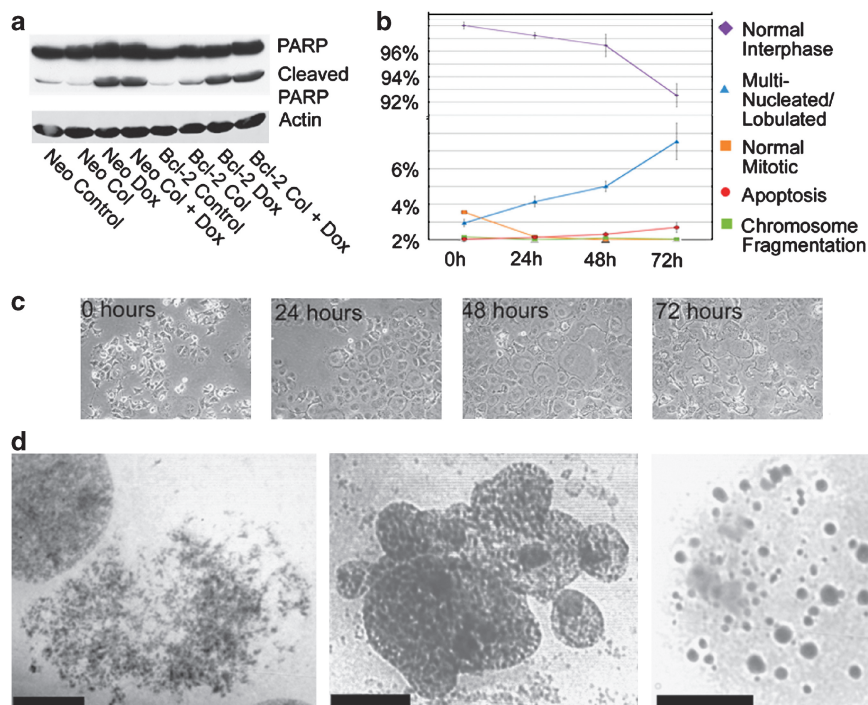 a
PARP
Cleaved
PARP
Actin
Neo Control
Neo Col
Neo Dox
Neo Col + Dox
Bcl-2 Control
Bcl-2 Col
Bcl-2 Dox
Bcl-2 Col + Dox
b
96%
94%
92%
6%
4%
2%
0h 24h 48h 72h
Normal
Interphase
Multi-
Nucleated/
Lobulated
Normal
Mitotic
Apoptosis
Chromosome
Fragmentation
c
0 hours
24 hours
48 hours
72 hours
d